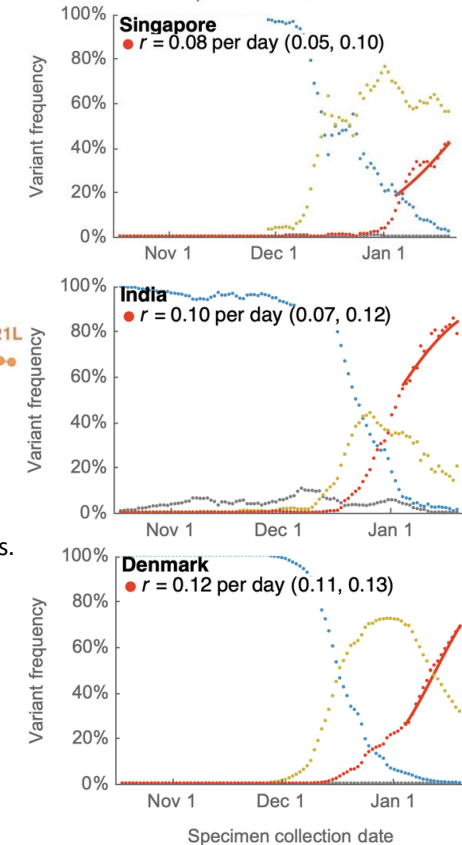 100%
80%
60%
40%
20%
0%
Variant frequency
Singapore
r = 0.08 per day (0.05, 0.10)
Nov 1 Dec 1 Jan 1
21L
s.
100%
80%
60%
40%
20%
0%
Variant frequency
India
r = 0.10 per day (0.07, 0.12)
Nov 1 Dec 1 Jan 1
100%
80%
60%
40%
20%
0%
Variant frequency
Denmark
r = 0.12 per day (0.11, 0.13)
Nov 1 Dec 1 Jan 1
Specimen collection date